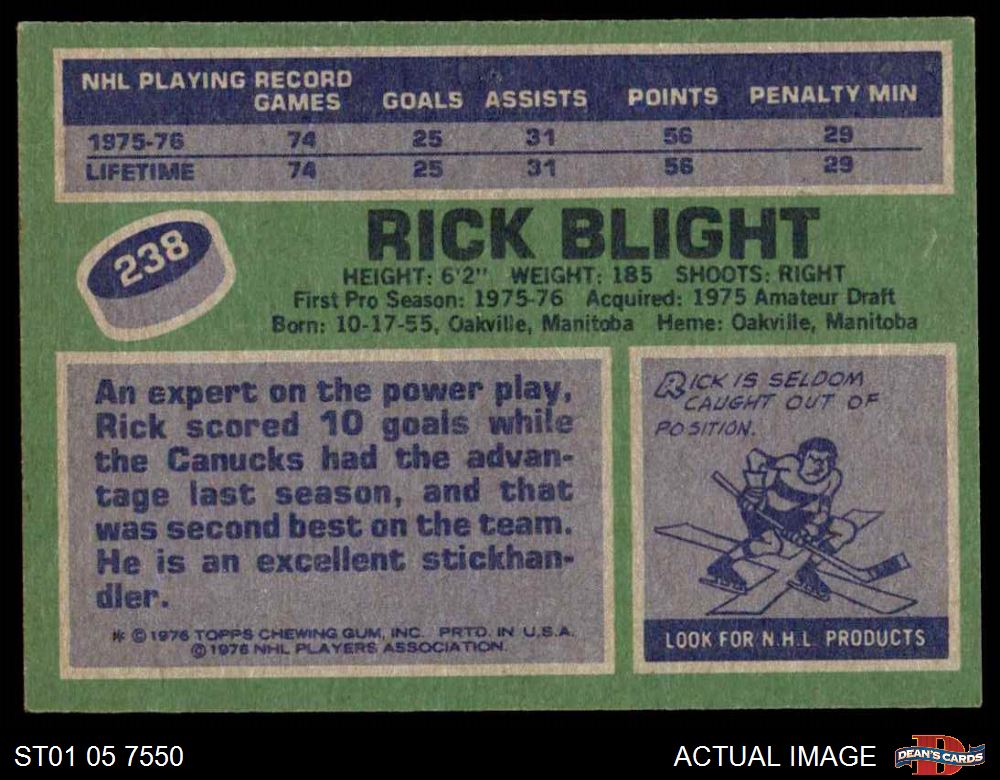 NHL PLAYING RECORD
GAMES GOALS ASSISTS POINTS PENALTY MIN
1975-76 74 25 31 56 29
LIFETIME 74 25 31 56 29
238
RICK BLIGHT
HEIGHT: 6'2" WEIGHT: 185 SHOOTS: RIGHT
First Pro Season: 1975-76 Acquired: 1975 Amateur Draft
Born: 10-17-55, Oakville, Manitoba Home: Oakville, Manitoba
An expert on the power play,
Rick scored 10 goals while
the Canucks had the advan-
tage last season, and that
was second best on the team.
He is an excellent stickhan-
dler.
* © 1976 TOPPS CHEWING GUM, INC. PRTD. IN U.S.A.
© 1976 NHL PLAYERS ASSOCIATION.
RICK IS SELDOM
CAUGHT OUT OF
POSITION.
LOOK FOR N.H.L. PRODUCTS
ST01 05 7550
ACTUAL IMAGE
DEAN'S CARDS